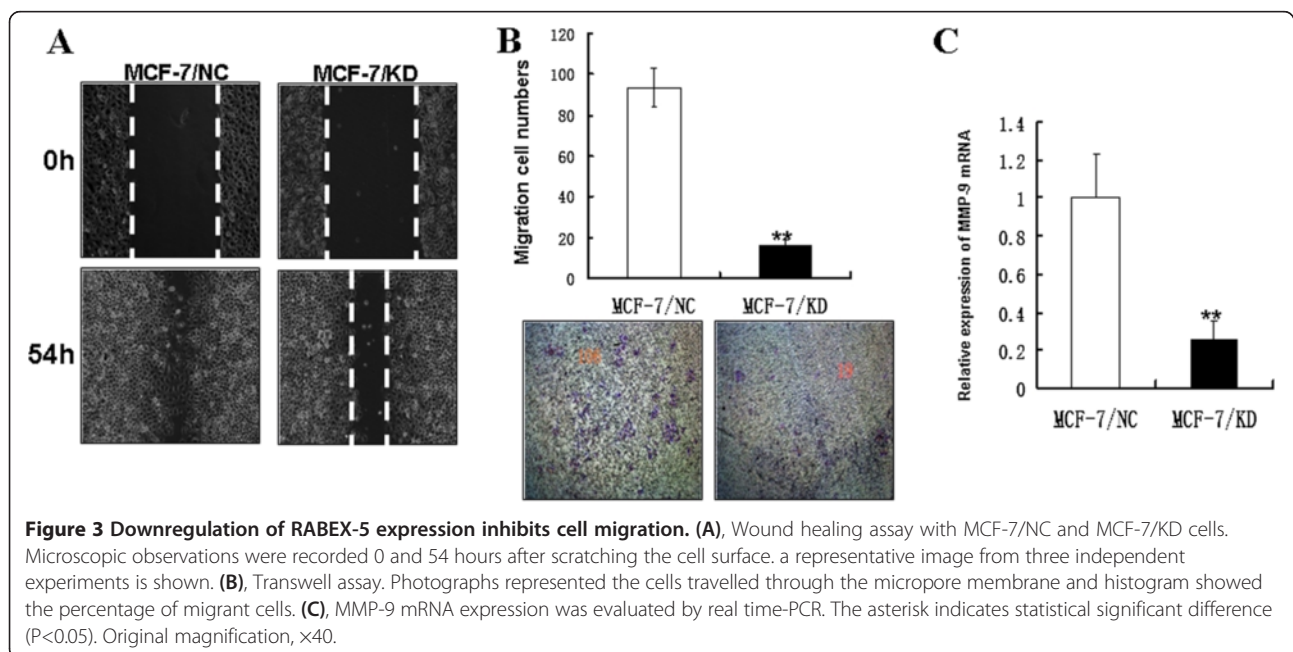 A
MCF-7/NC MCF-7/KD
0h
54h
B
Migration cell numbers
120
100
80
60
40
20
0
**
MCF-7/NC MCF-7/KD
C
Relative expression of MMP-9 mRNA
1.4
1.2
1
0.8
0.6
0.4
0.2
0
**
MCF-7/NC MCF-7/KD
Figure 3 Downregulation of RABEX-5 expression inhibits cell migration. (A), Wound healing assay with MCF-7/NC and MCF-7/KD cells.
Microscopic observations were recorded 0 and 54 hours after scratching the cell surface. a representative image from three independent
experiments is shown. (B), Transwell assay. Photographs represented the cells travelled through the micropore membrane and histogram showed
the percentage of migrant cells. (C), MMP-9 mRNA expression was evaluated by real time-PCR. The asterisk indicates statistical significant difference
(P<0.05). Original magnification, ×40.